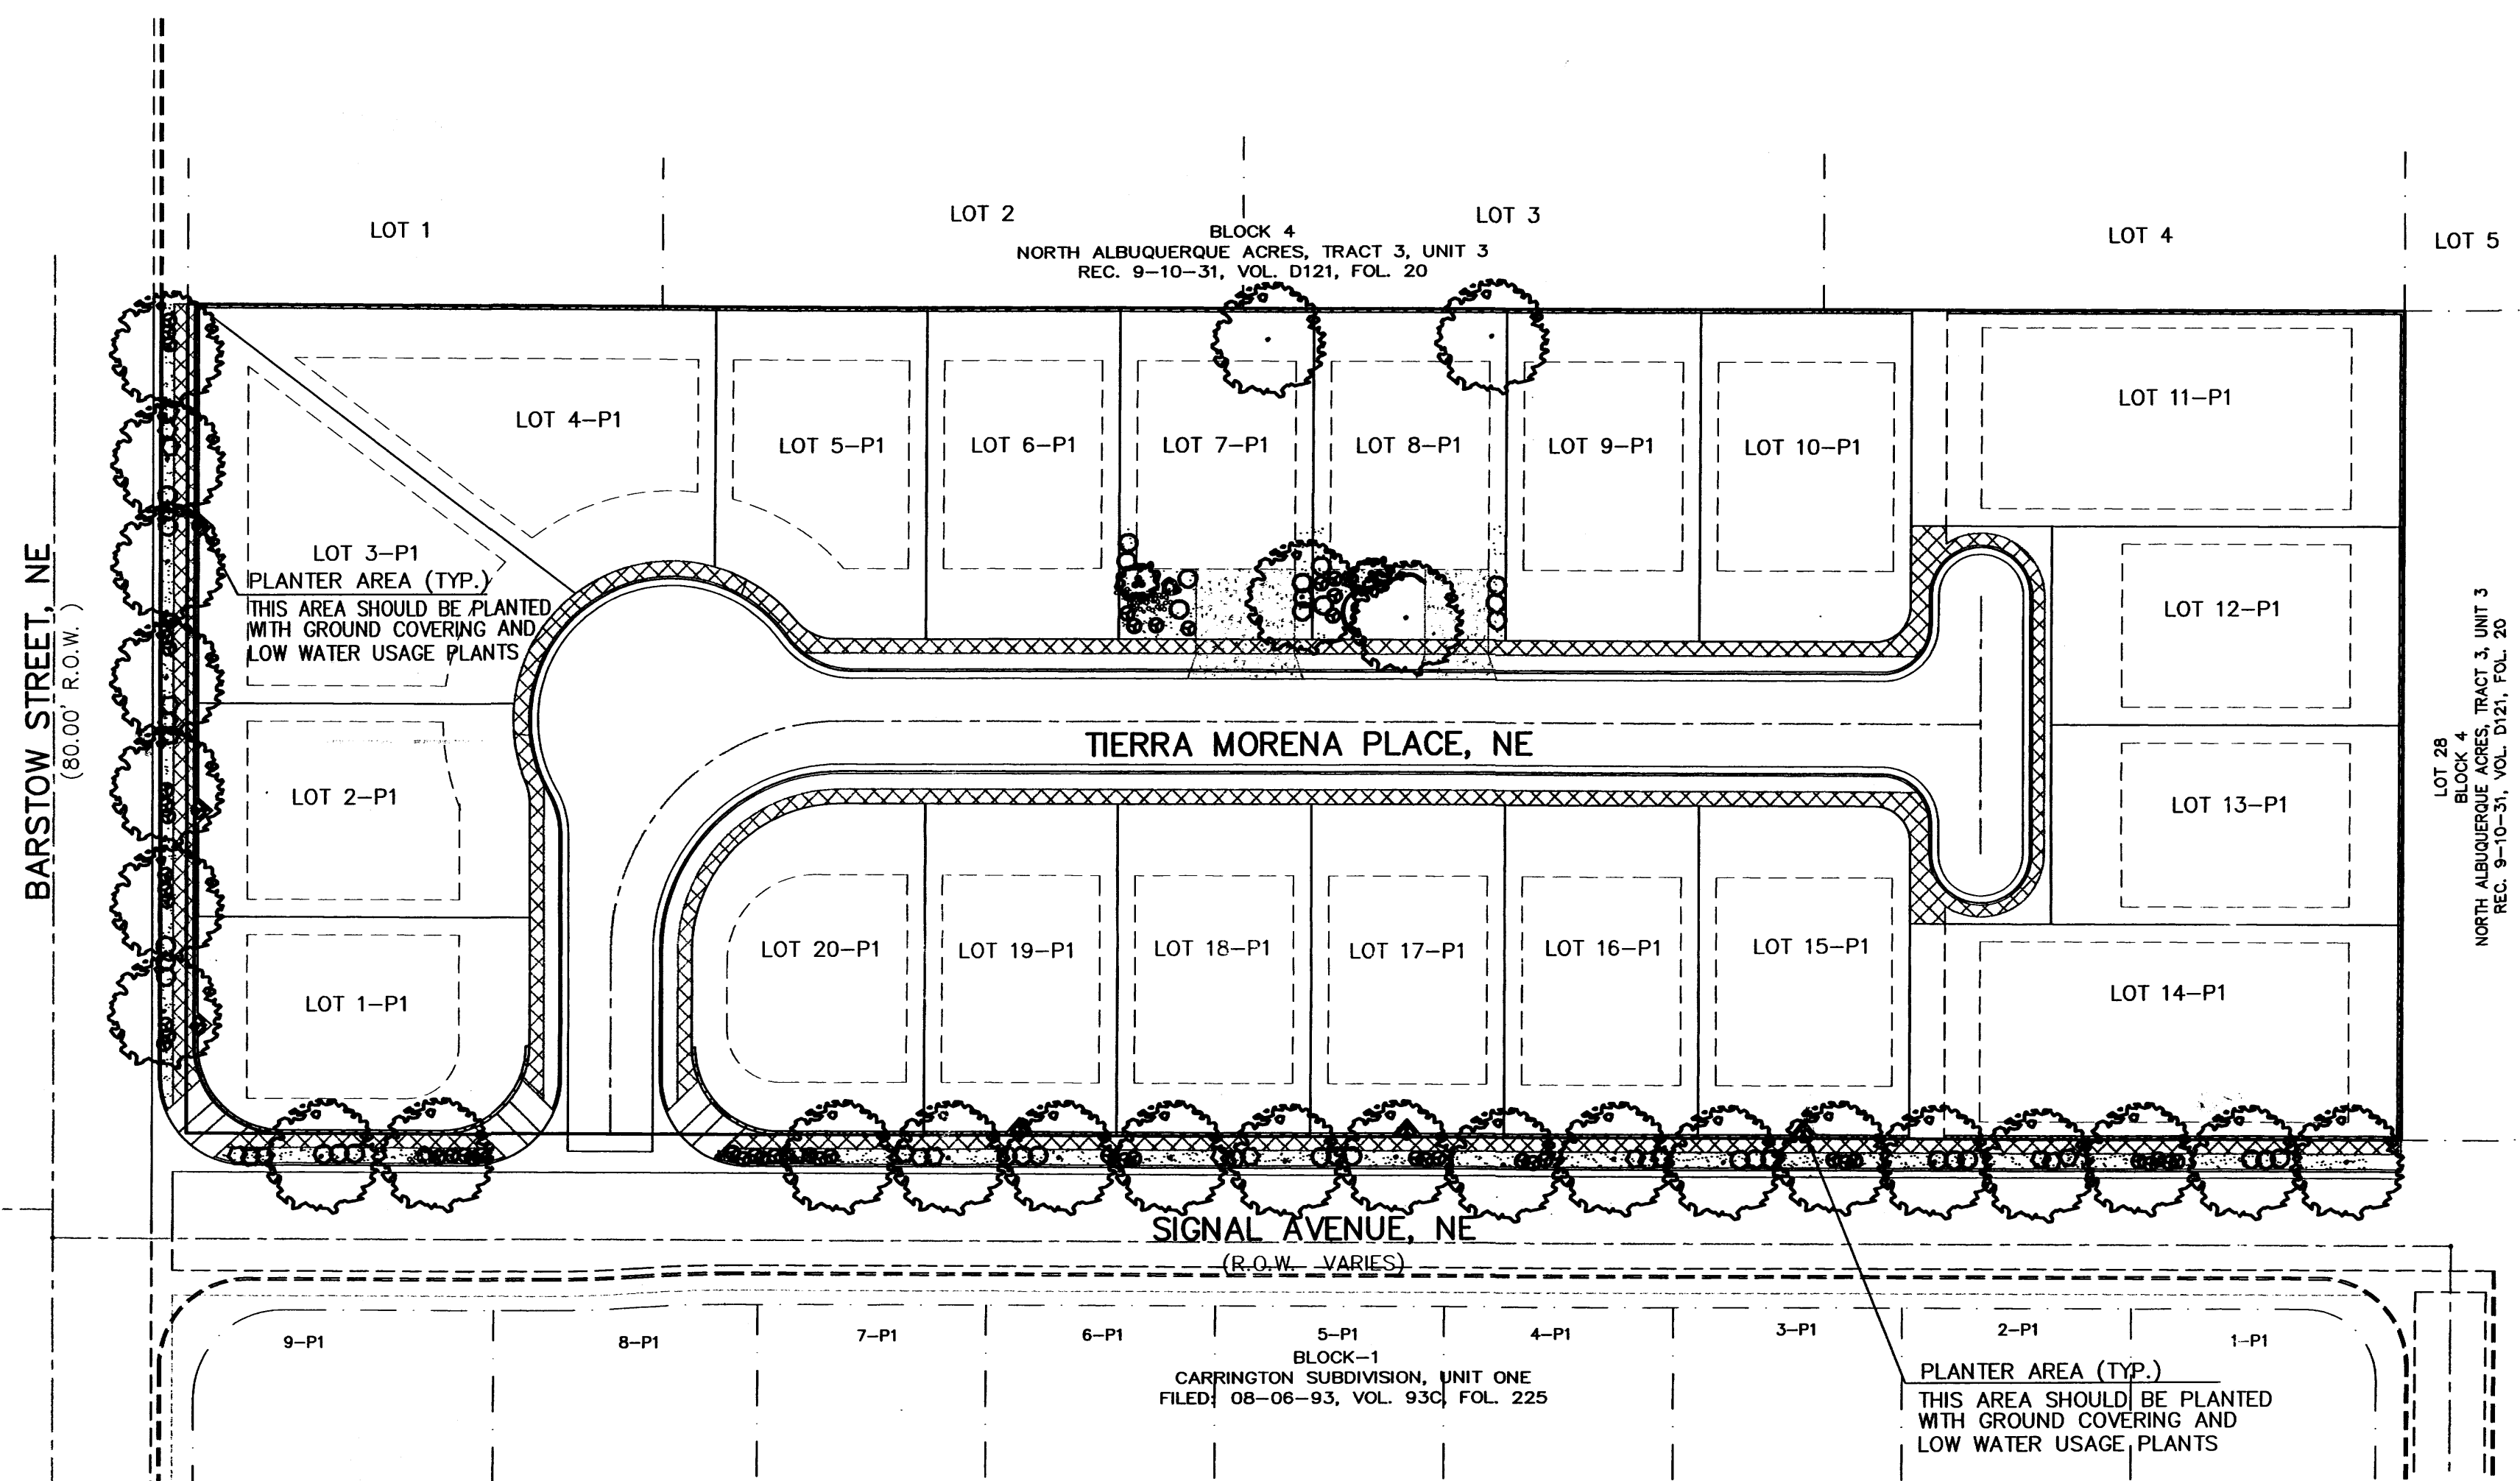 LOT 1
LOT 2
LOT 3
LOT 4
LOT 5
BLOCK 4
NORTH ALBUQUERQUE ACRES, TRACT 3, UNIT 3
REC. 9-10-31, VOL. D121, FOL. 20
LOT 4-P1
LOT 5-P1
LOT 6-P1
LOT 7-P1
LOT 8-P1
LOT 9-P1
LOT 10-P1
LOT 11-P1
LOT 3-P1
PLANTER AREA (TYP.)
THIS AREA SHOULD BE PLANTED
WITH GROUND COVERING AND
LOW WATER USAGE PLANTS
LOT 12-P1
BARSTOW STREET, NE
(80.00' R.O.W. )
TIERRA MORENA PLACE, NE
LOT 2-P1
LOT 13-P1
LOT 28
BLOCK 4
NORTH ALBUQUERQUE ACRES, TRACT 3, UNIT 3
REC. 9-10-31, VOL. D121, FOL. 20
LOT 1-P1
LOT 20-P1
LOT 19-P1
LOT 18-P1
LOT 17-P1
LOT 16-P1
LOT 15-P1
LOT 14-P1
SIGNAL AVENUE, NE
(R.O.W. VARIES)
9-P1
8-P1
7-P1
6-P1
5-P1
4-P1
3-P1
2-P1
1-P1
BLOCK-1
CARRINGTON SUBDIVISION, UNIT ONE
FILED: 08-06-93, VOL. 93C, FOL. 225
PLANTER AREA (TYP.)
THIS AREA SHOULD BE PLANTED
WITH GROUND COVERING AND
LOW WATER USAGE PLANTS